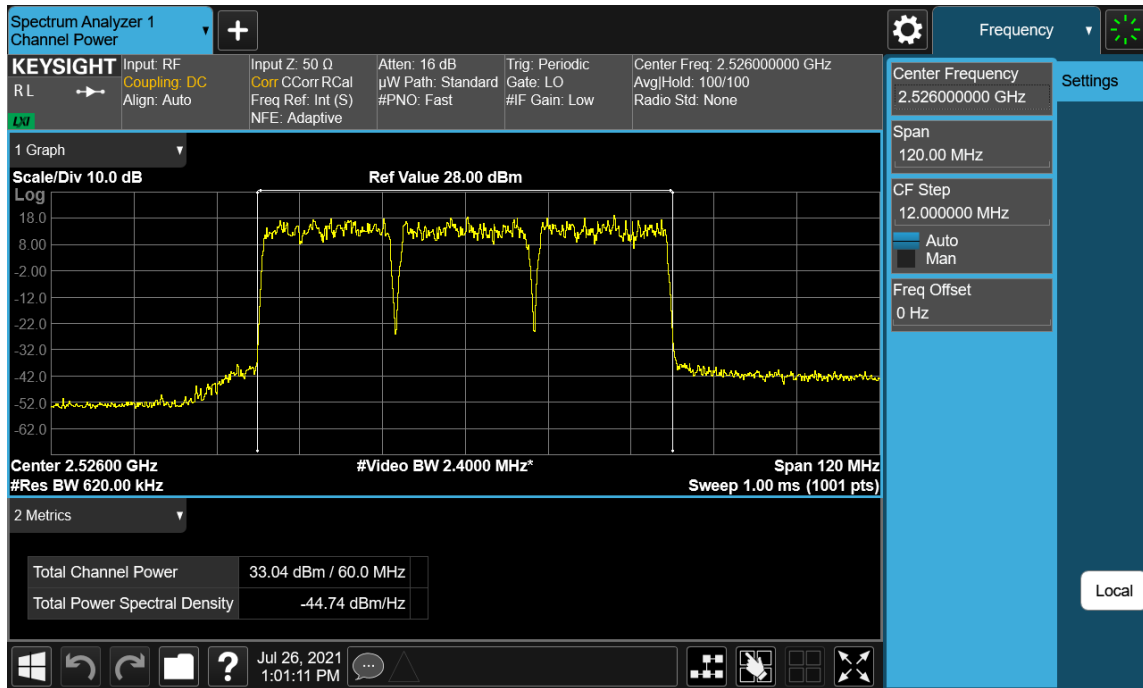 Spectrum Analyzer 1
Channel Power
+
Frequency
KEYSIGHT
R L
LXI
Input: RF
Coupling: DC
Align: Auto
Input Z: 50 Ω
Corr CCorr RCal
Freq Ref: Int (S)
NFE: Adaptive
Atten: 16 dB
µW Path: Standard
#PNO: Fast
Trig: Periodic
Gate: LO
#IF Gain: Low
Center Freq: 2.526000000 GHz
Avg|Hold: 100/100
Radio Std: None
Center Frequency
2.526000000 GHz
Settings
Span
120.00 MHz
CF Step
12.000000 MHz
Auto
Man
Freq Offset
0 Hz
Local
1 Graph
Scale/Div 10.0 dB
Ref Value 28.00 dBm
Log
18.0
8.00
-2.00
-12.0
-22.0
-32.0
-42.0
-52.0
-62.0
Center 2.52600 GHz
#Video BW 2.4000 MHz*
Span 120 MHz
#Res BW 620.00 kHz
Sweep 1.00 ms (1001 pts)
2 Metrics
Total Channel Power 33.04 dBm / 60.0 MHz
Total Power Spectral Density -44.74 dBm/Hz
?
Jul 26, 2021
1:01:11 PM